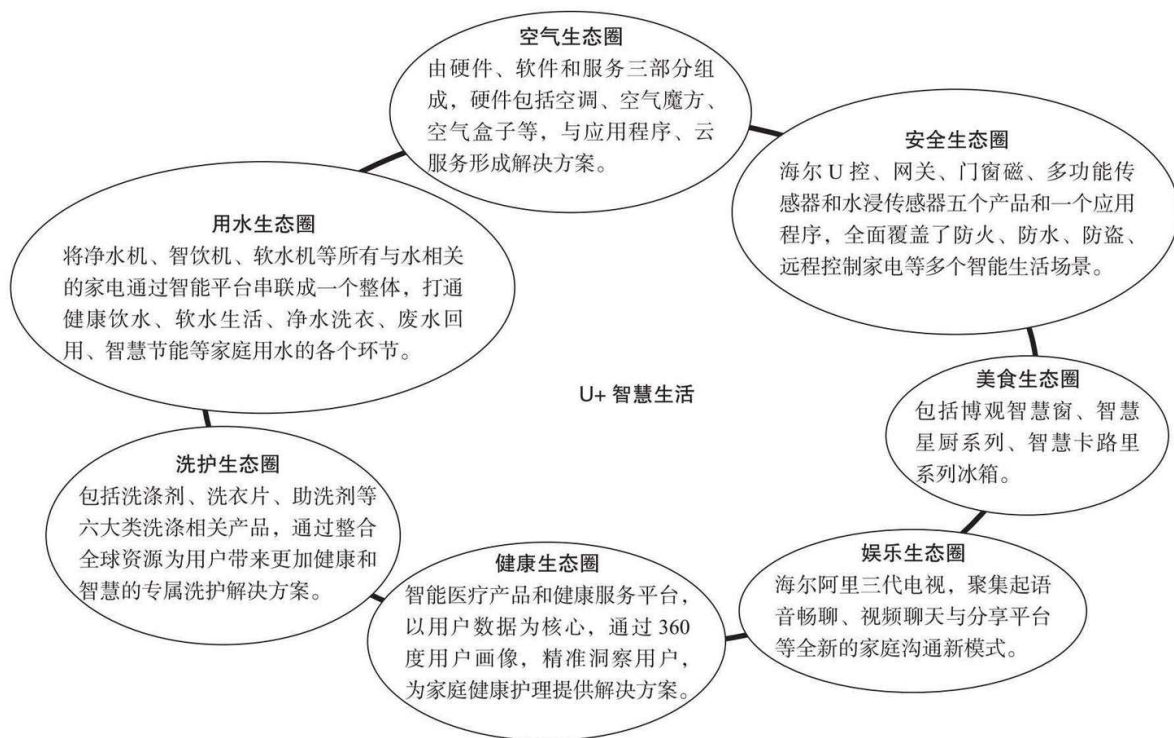 空气生态圈
由硬件、软件和服务三部分组
成，硬件包括空调、空气魔方、
空气盒子等，与应用程序、云
服务形成解决方案。
安全生态圈
海尔 U 控、网关、门窗磁、多功能传
感器和水浸传感器五个产品和一个应用
程序，全面覆盖了防火、防水、防盗、
远程控制家电等多个智能生活场景。
用水生态圈
将净水机、智饮机、软水机等所有与水相关
的家电通过智能平台串联成一个整体，打通
健康饮水、软水生活、净水洗衣、废水回
用、智慧节能等家庭用水的各个环节。
U+ 智慧生活
美食生态圈
包括博观智慧窗、智慧
星厨系列、智慧卡路里
系列冰箱。
洗护生态圈
包括洗涤剂、洗衣片、助洗剂等
六大类洗涤相关产品，通过整合
全球资源为用户带来更加健康和
智慧的专属洗护解决方案。
健康生态圈
智能医疗产品和健康服务平台，
以用户数据为核心，通过 360
度用户画像，精准洞察用户，
为家庭健康护理提供解决方案。
娱乐生态圈
海尔阿里三代电视，聚集起语
音畅聊、视频聊天与分享平台
等全新的家庭沟通新模式。